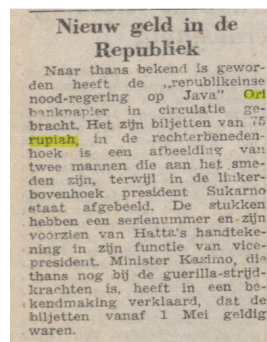 Nieuw geld in de
Republiek
Naar thans bekend is gewor-
den heeft de „republikeinse
nood-regering op Java” Ori
bankpapier in circulatie ge-
bracht. Het zijn biljetten van 75
rupiah, in de rechterbeneden-
hoek is een afbeelding van
twee mannen die aan het sme-
den zijn, terwijl in de linker-
bovenhoek president Sukarno
staat afgebeeld. De stukken
hebben een serienummer en zijn
voorzien van Hatta's handteke-
ning in zijn functie van vice-
president. Minister Kasimo, die
thans nog bij de guerilla-strijd-
krachten is, heeft in een be-
kendmaking verklaard, dat de
biljetten vanaf 1 Mei geldig
waren.